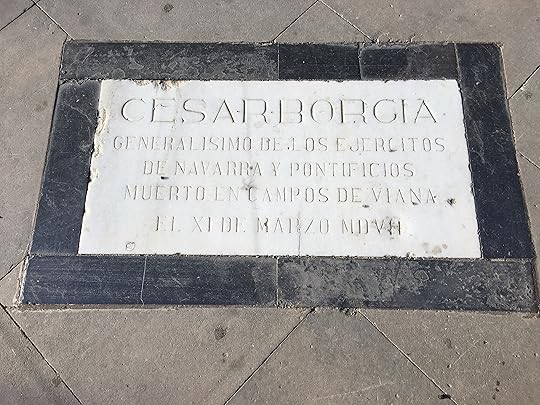 CESAR·BORGIA·
GENERALISIMO DE·LOS EJERCITOS
DE NAVARRA Y PONTIFICIOS
MUERTO EN CAMPOS DE VIANA
EL XI DE MARZO MDVII